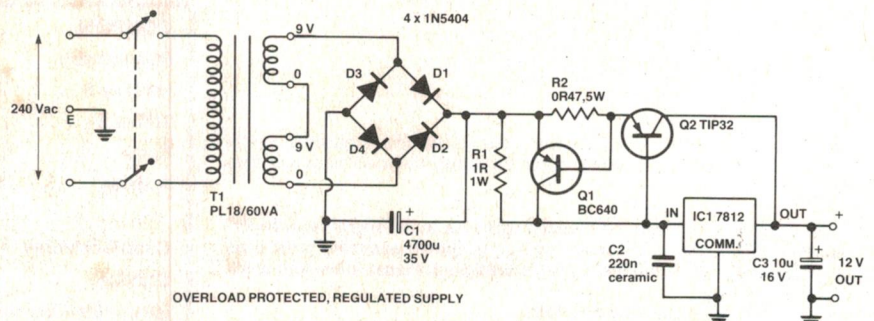 4 x 1N5404
9 V
0
9 V
0
D3
D1
D4
D2
240 Vac
E
T1
PL18/60VA
+
C1
4700u
35 V
R1
1R
1W
R2
0R47,5W
Q1
BC640
Q2 TIP32
IN
IC1 7812
COMM.
OUT
C2
220n
ceramic
+
C3 10u
16 V
+
12 V
OUT
OVERLOAD PROTECTED, REGULATED SUPPLY